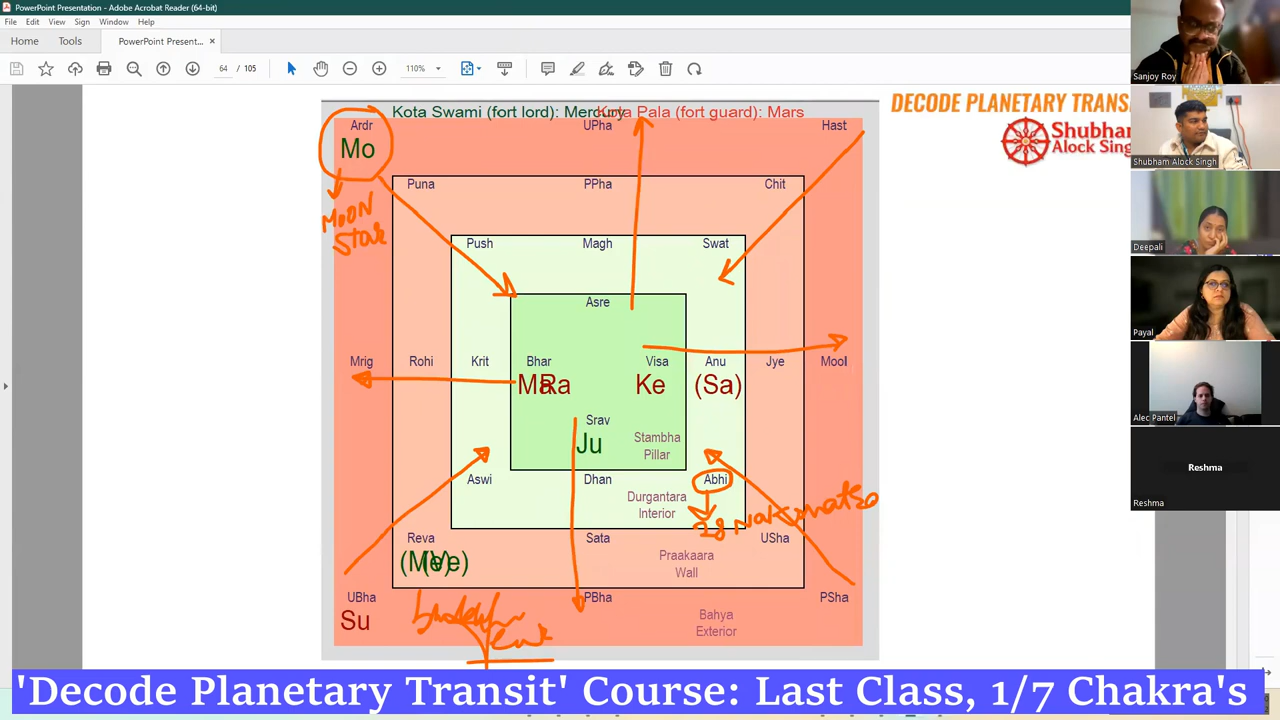 PowerPoint Presentation - Adobe Acrobat Reader (64-bit)
File Edit View Sign Window Help
Home Tools PowerPoint Present... ×
64 / 105 110%
Kota Swami (fort lord): Mercury Kota Pala (fort guard): Mars
DECODE PLANETARY TRANSI
Shubham
Alock Singh
Ardr UPha Hast
Mo
MOON
Star
Puna PPha Chit
Push Magh Swat
Asre
Mrig Rohi Krit Bhar Visa Anu Jye Mool
Ma Ra Ke (Sa)
Srav
Ju
Stambha
Pillar
Aswi Dhan Abhi
Durgantara
Interior
28 Nakshatra
Reva Sata USha
(Me) (Ve)
Praakaara
Wall
UBha PBha PSha
Su
Bahya
Exterior
Sanjoy Roy
Shubham Alock Singh
Deepali
Payal
Alec Pantel
Reshma
Reshma
'Decode Planetary Transit' Course: Last Class, 1/7 Chakra's